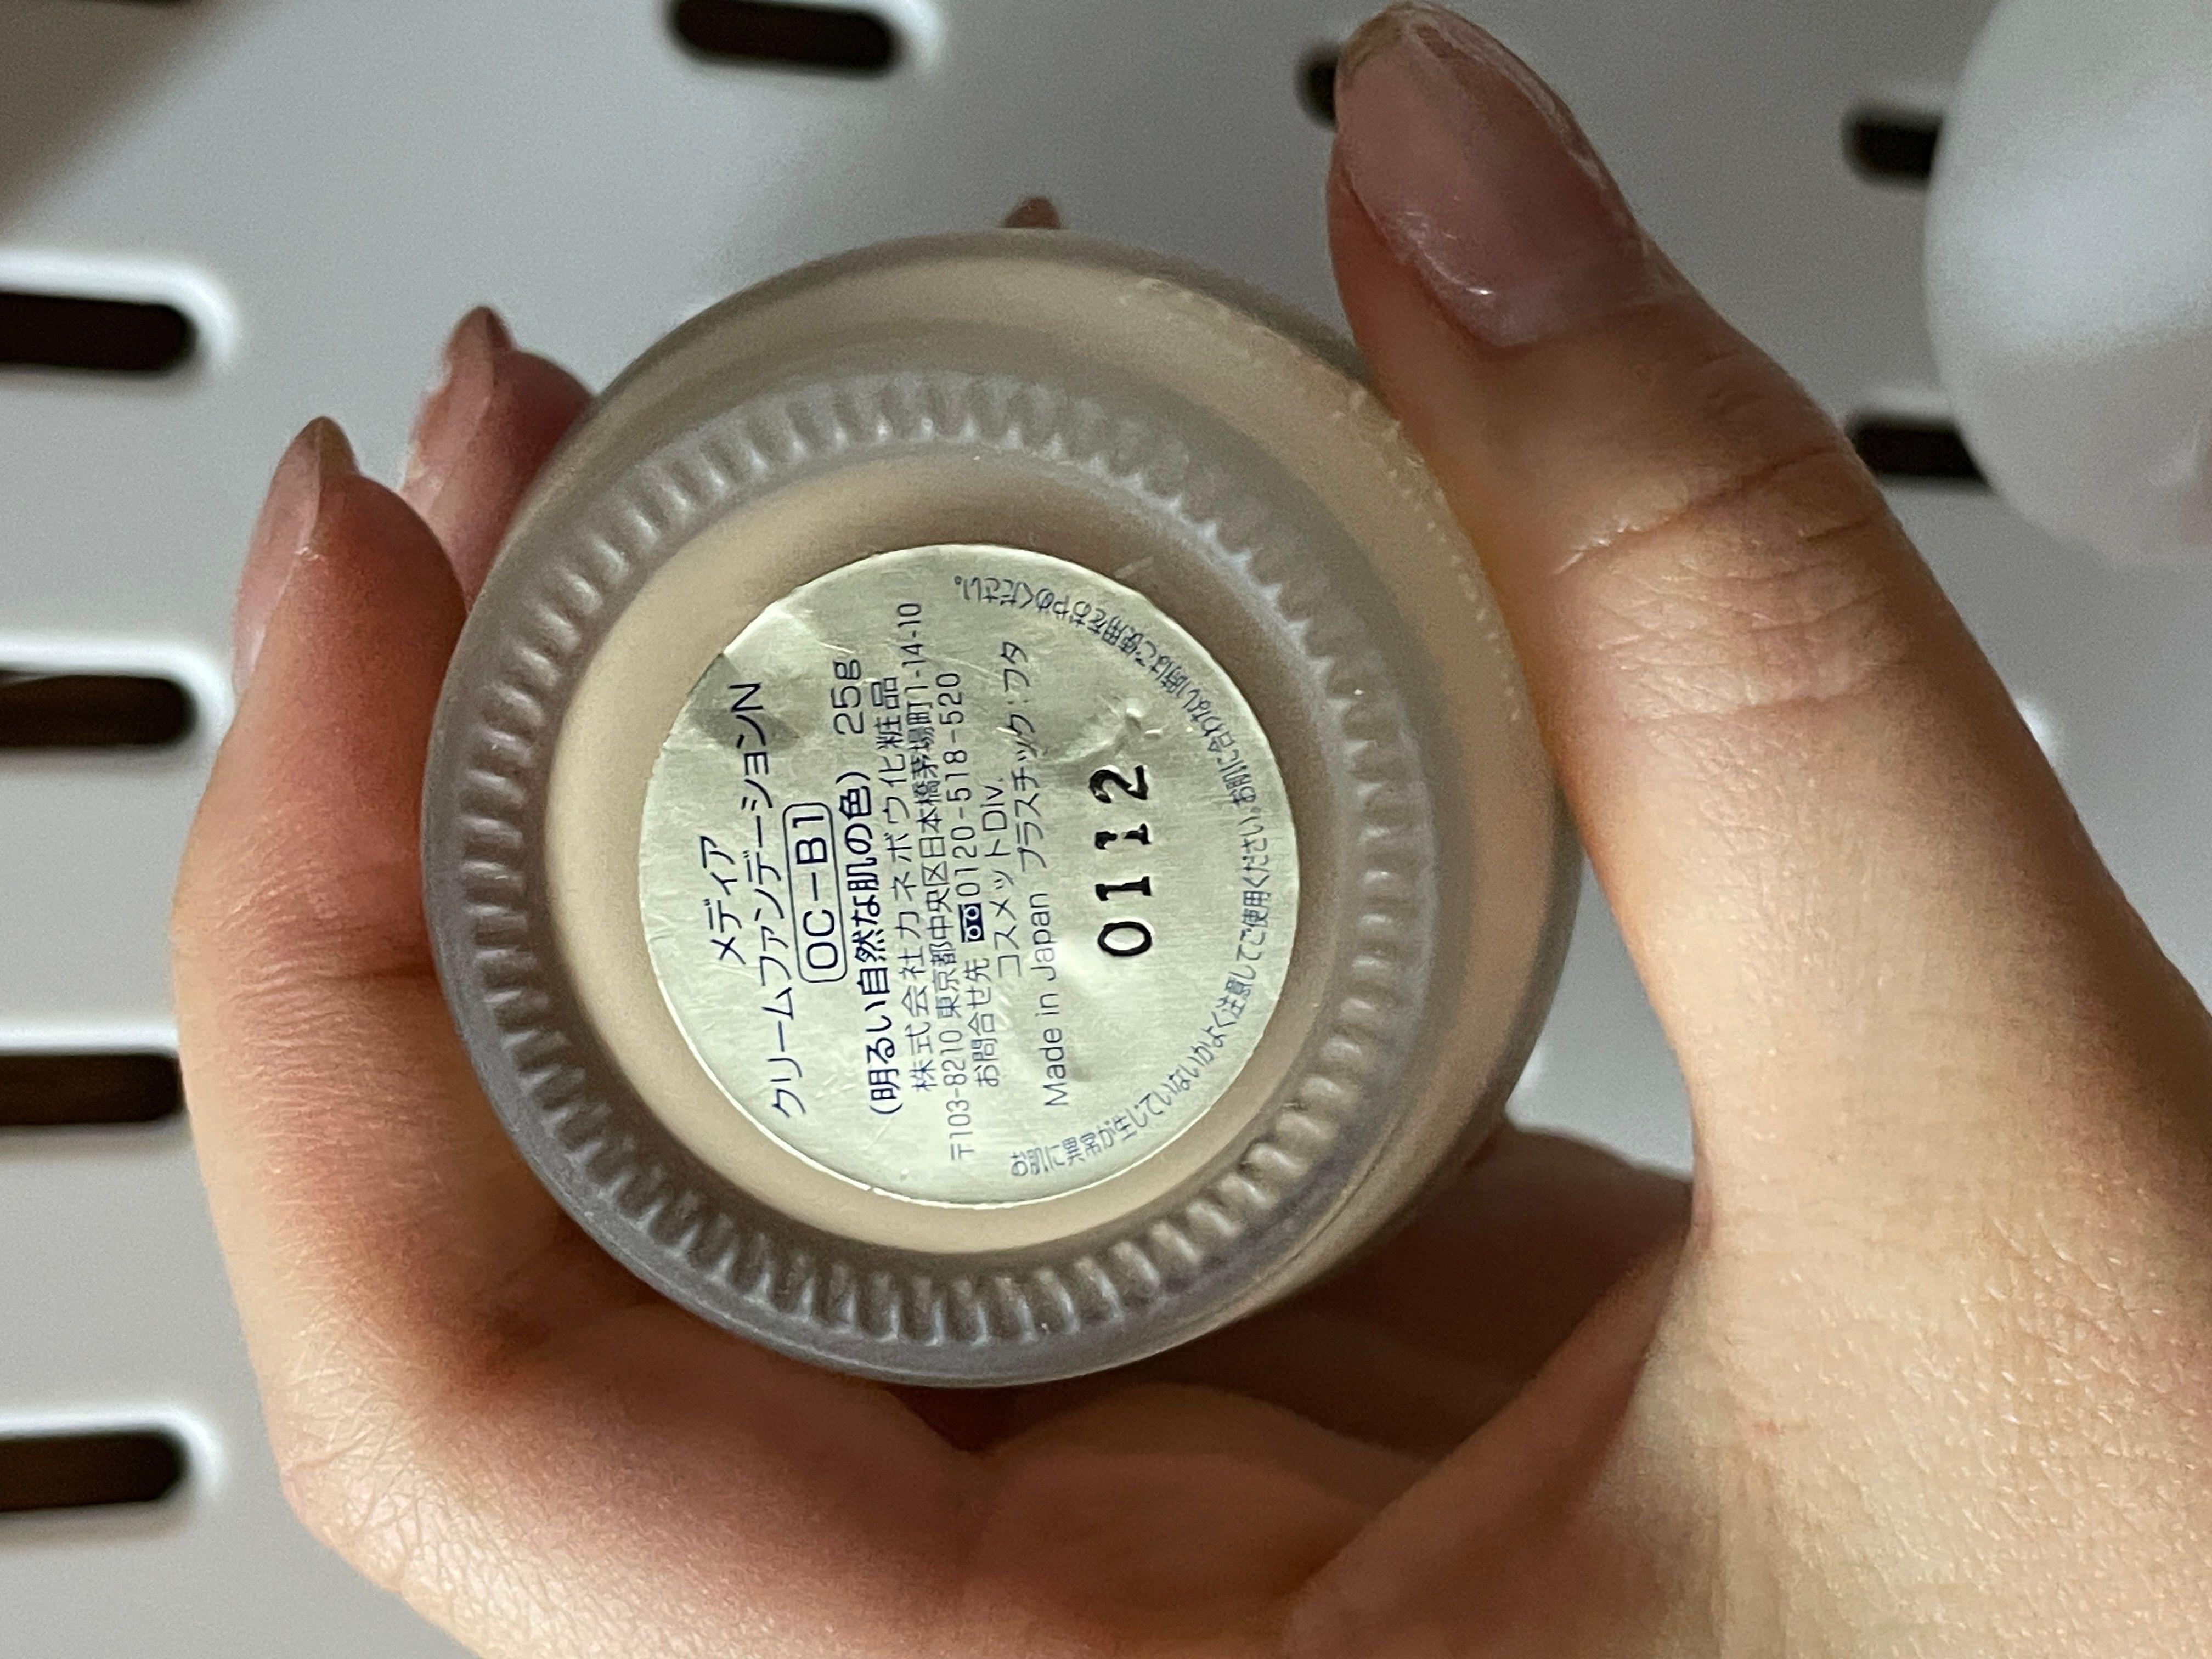 メディア
クリームファンデーションN
OC-B1
(明るい自然な肌の色) 25g
株式会社カネボウ化粧品
〒103-8210 東京都中央区日本橋茅場町1-14-10
お問合せ先 0120-518-520
コスメットDiv.
Made in Japan プラスチック:フタ
0112
お肌に異常が生じていないかよく注意してご使用ください。お肌に合わない時はご使用をおやめください。